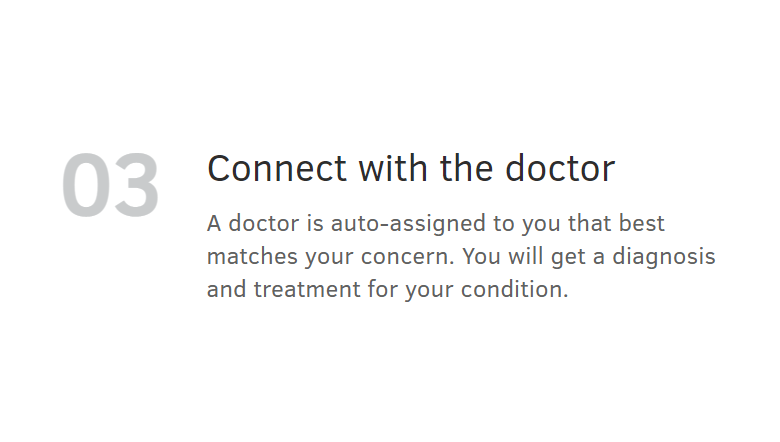 03
Connect with the doctor
A doctor is auto-assigned to you that best
matches your concern. You will get a diagnosis
and treatment for your condition.